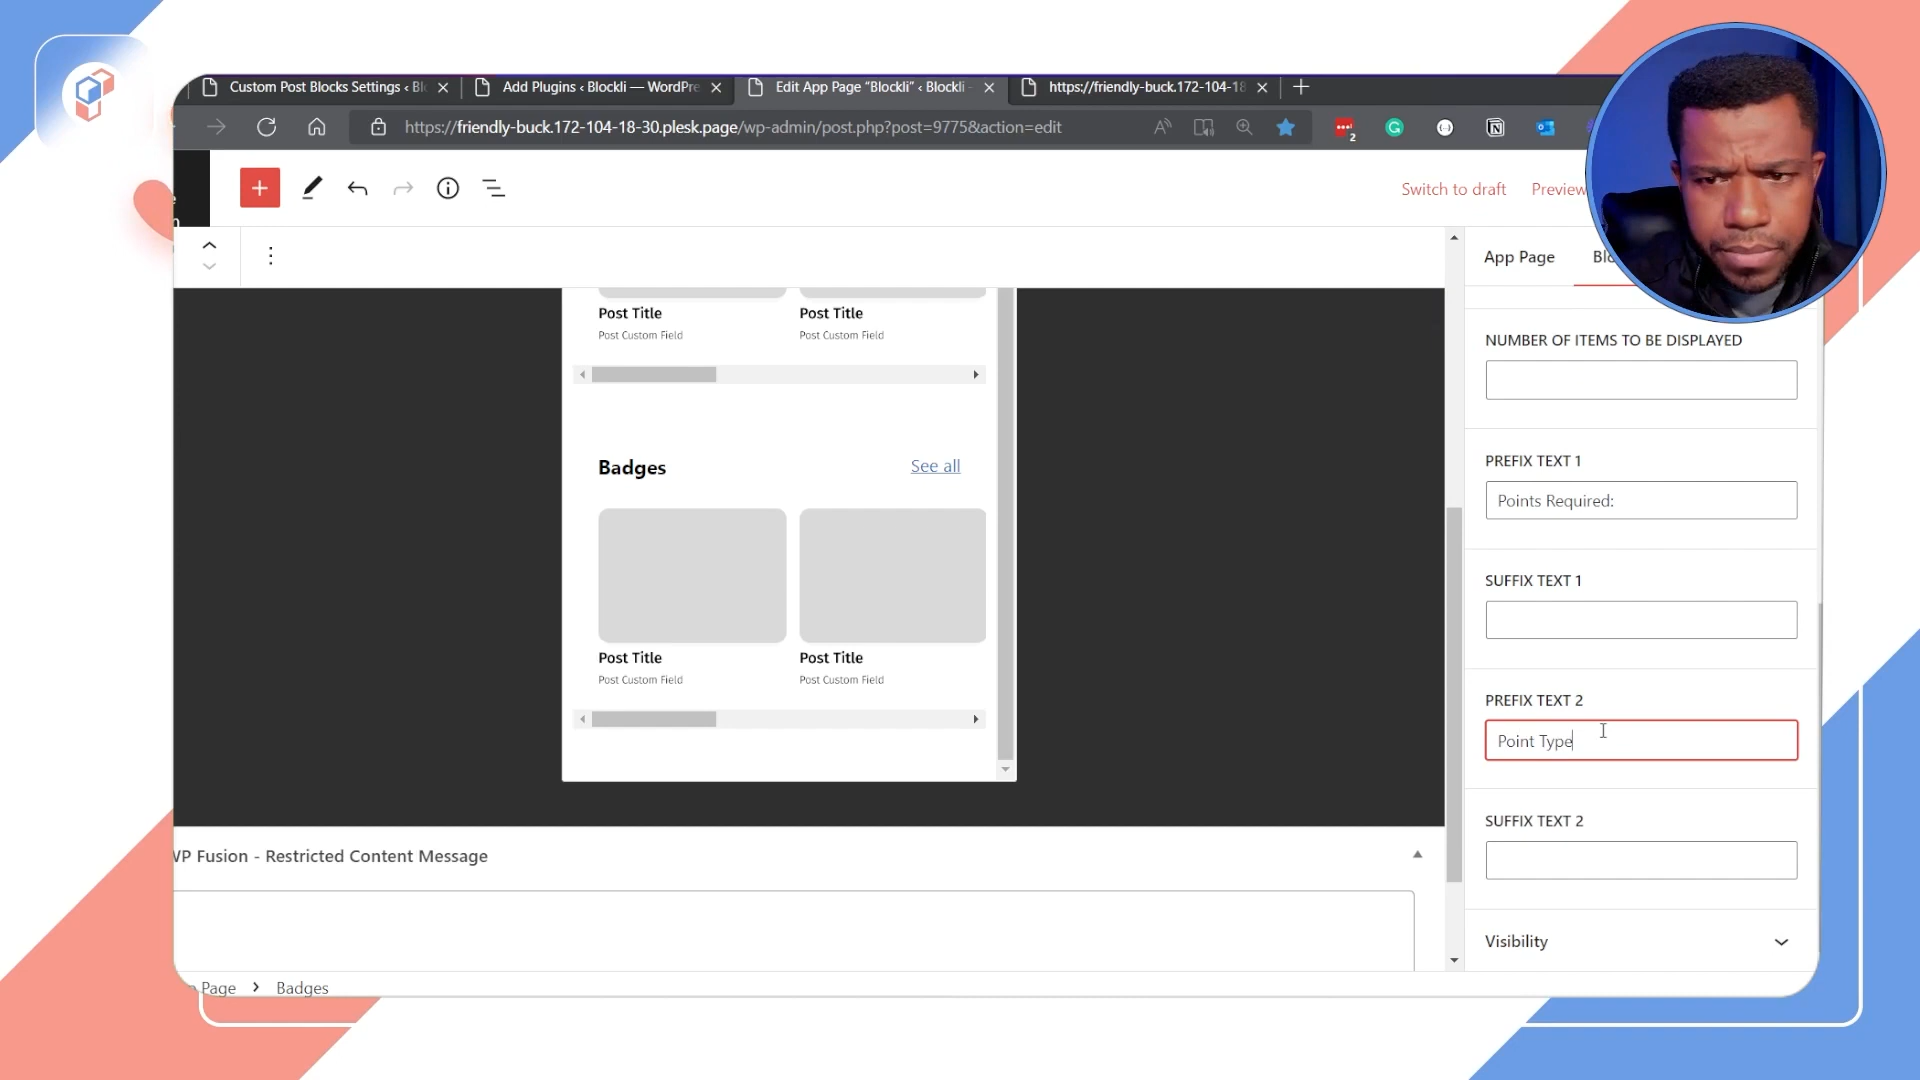 Custom Post Blocks Settings ‹ Bl
Add Plugins ‹ Blockli — WordPre
Edit App Page “Blockli” ‹ Blockli -
https://friendly-buck.172-104-18
https://friendly-buck.172-104-18-30.plesk.page/wp-admin/post.php?post=9775&action=edit
2
Switch to draft
Preview
App Page
Post Title
Post Title
Post Custom Field
Post Custom Field
NUMBER OF ITEMS TO BE DISPLAYED
Badges
See all
PREFIX TEXT 1
Points Required:
SUFFIX TEXT 1
Post Title
Post Title
Post Custom Field
Post Custom Field
PREFIX TEXT 2
Point Type
SUFFIX TEXT 2
WP Fusion - Restricted Content Message
Visibility
Page
Badges